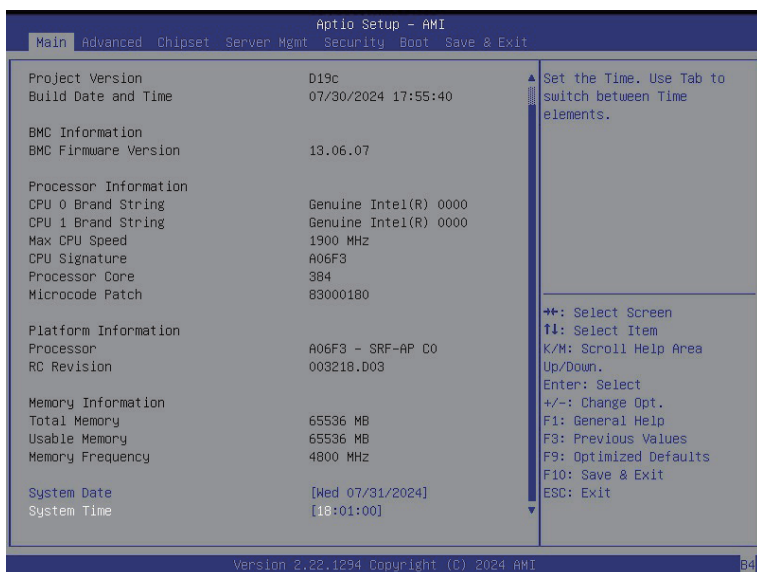 Aptio Setup – AMI
Main Advanced Chipset Server Mgmt Security Boot Save & Exit
Project Version D19c
Build Date and Time 07/30/2024 17:55:40
BMC Information
BMC Firmware Version 13.06.07
Processor Information
CPU 0 Brand String Genuine Intel(R) 0000
CPU 1 Brand String Genuine Intel(R) 0000
Max CPU Speed 1900 MHz
CPU Signature A06F3
Processor Core 384
Microcode Patch 83000180
Platform Information
Processor A06F3 - SRF-AP C0
RC Revision 003218.D03
Memory Information
Total Memory 65536 MB
Usable Memory 65536 MB
Memory Frequency 4800 MHz
System Date [Wed 07/31/2024]
System Time [18:01:00]
Set the Time. Use Tab to
switch between Time
elements.
→←: Select Screen
↑↓: Select Item
K/M: Scroll Help Area
Up/Down.
Enter: Select
+/-: Change Opt.
F1: General Help
F3: Previous Values
F9: Optimized Defaults
F10: Save & Exit
ESC: Exit
Version 2.22.1294 Copyright (C) 2024 AMI
B4